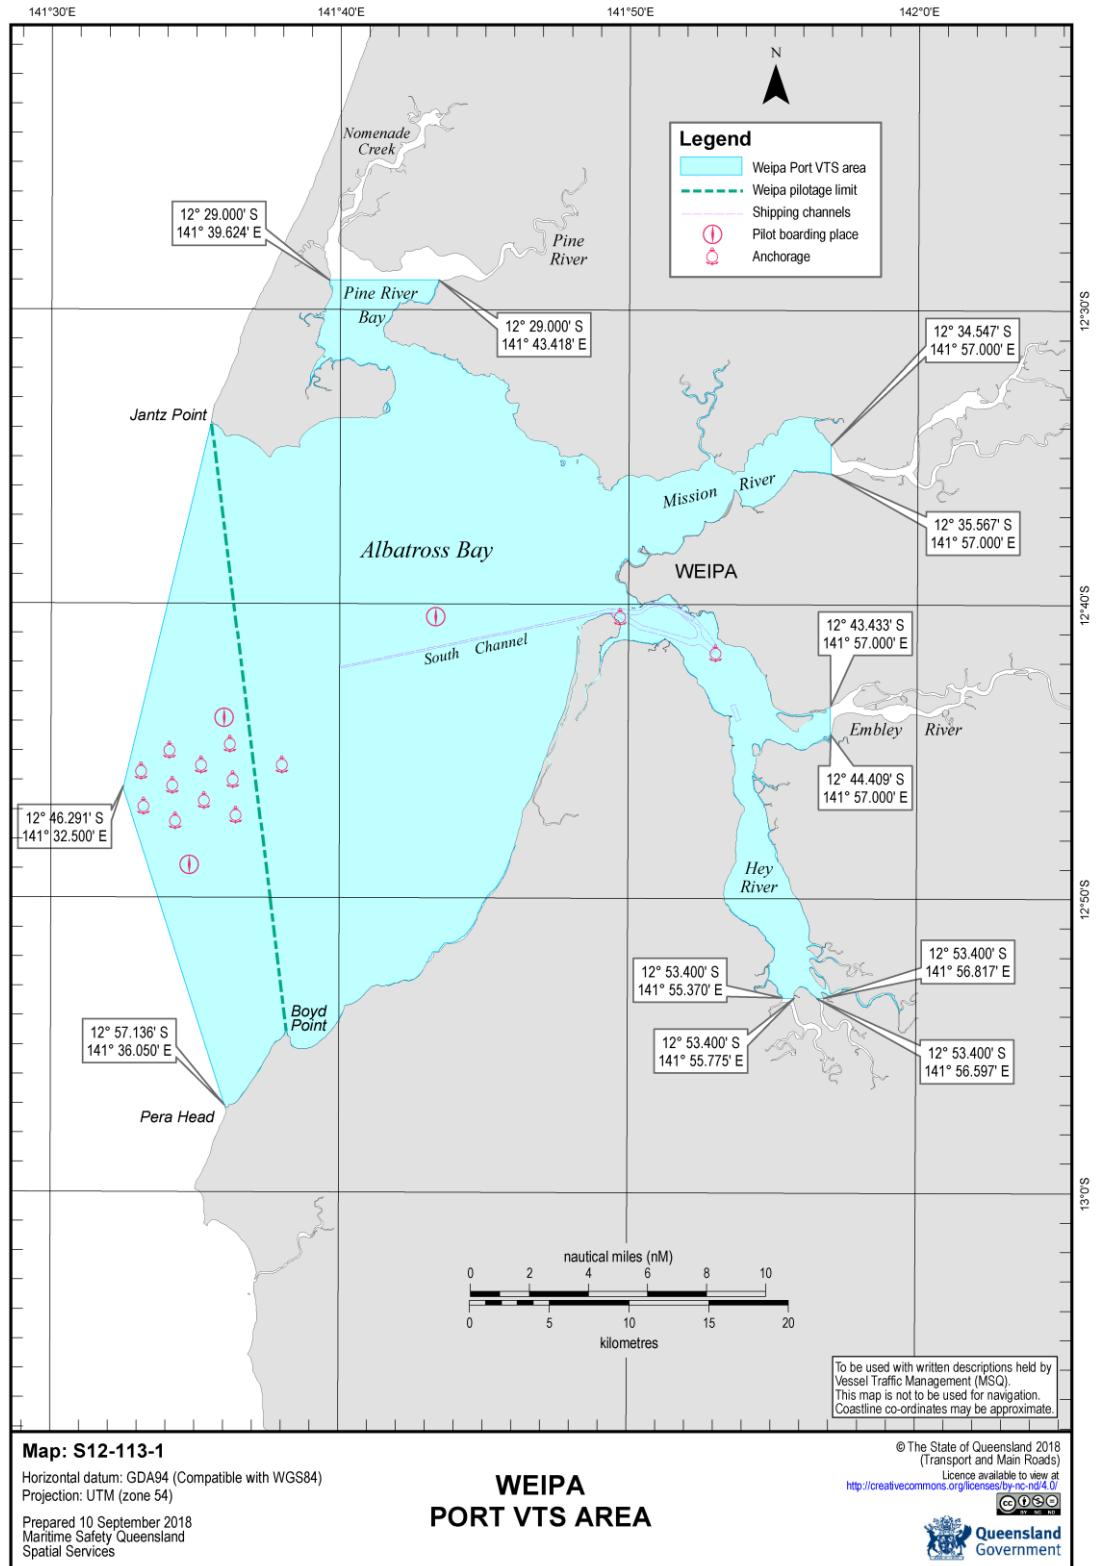 141°30'0"E
141°40'0"E
141°50'0"E
142°0'E
N
Nomenade
Creek
Legend
Weipa Port VTS area
Weipa pilotage limit
Shipping channels
Pilot boarding place
Anchorage
12° 29.000' S
141° 39.624' E
Pine
River
Pine River
Bay
12°30'S
12° 29.000' S
141° 43.418' E
12° 34.547' S
141° 57.000' E
Jantz Point
Mission River
12° 35.567' S
141° 57.000' E
Albatross Bay
WEIPA
12°40'S
South Channel
12° 43.433' S
141° 57.000' E
Embley River
12° 44.409' S
141° 57.000' E
12° 46.291' S
141° 32.500' E
Hey
River
12°50'S
12° 53.400' S
141° 55.370' E
12° 53.400' S
141° 56.817' E
Boyd
Point
12° 57.136' S
141° 36.050' E
12° 53.400' S
141° 55.775' E
12° 53.400' S
141° 56.597' E
Pera Head
13°0'S
nautical miles (nM)
0 2 4 6 8 10
0 5 10 15 20
kilometres
To be used with written descriptions held by
Vessel Traffic Management (MSQ).
This map is not to be used for navigation.
Coastline co-ordinates may be approximate.
Map: S12-113-1
Horizontal datum: GDA94 (Compatible with WGS84)
Projection: UTM (zone 54)
Prepared 10 September 2018
Maritime Safety Queensland
Spatial Services
WEIPA
PORT VTS AREA
© The State of Queensland 2018
(Transport and Main Roads)
Licence available to view at
http://creativecommons.org/licenses/by-nc-nd/4.0/
cc
BY NC ND
Queensland
Government